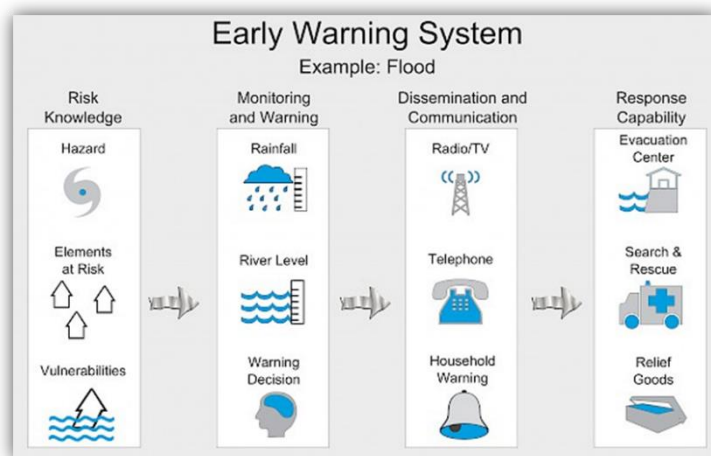 Early Warning System
Example: Flood
Risk
Knowledge
Hazard
Elements
at Risk
Vulnerabilities
Monitoring
and Warning
Rainfall
River Level
Warning
Decision
Dissemination and
Communication
Radio/TV
Telephone
Household
Warning
Response
Capability
Evacuation
Center
Search &
Rescue
Relief
Goods